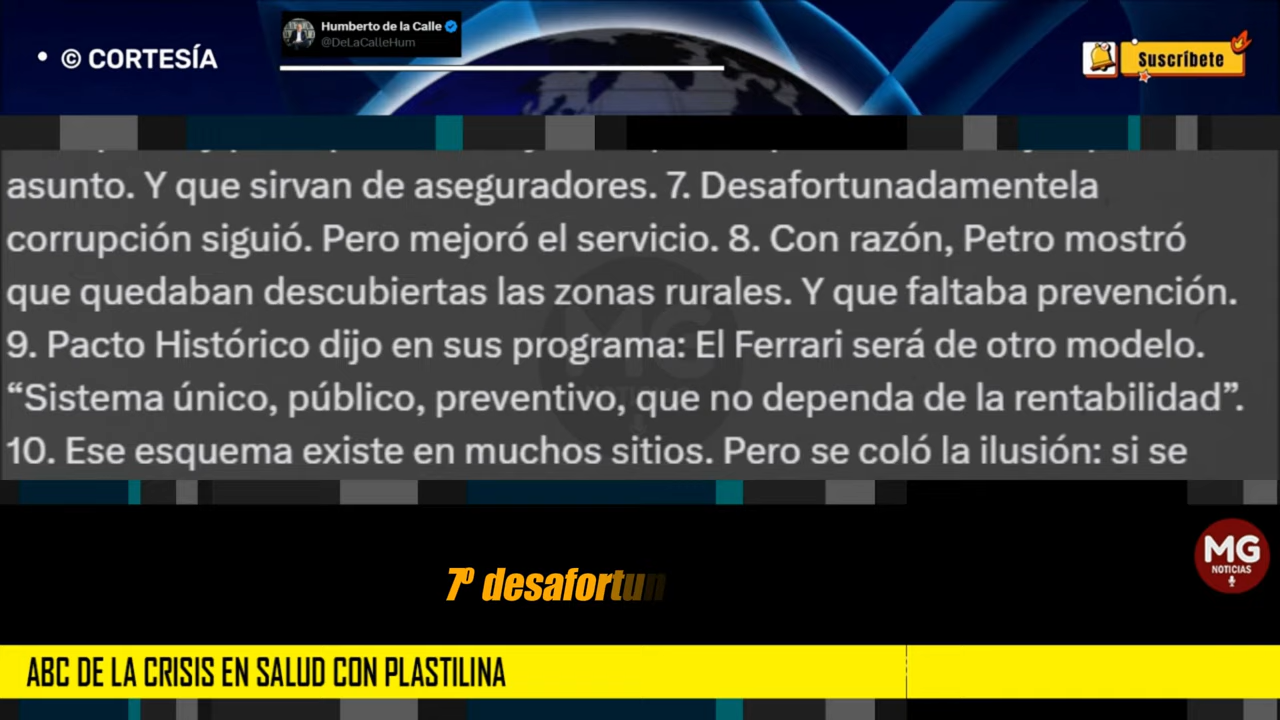 • © CORTESÍA
Humberto de la Calle
@DeLaCalleHum
Suscríbete
asunto. Y que sirvan de aseguradores. 7. Desafortunadamentela
corrupción siguió. Pero mejoró el servicio. 8. Con razón, Petro mostró
que quedaban descubiertas las zonas rurales. Y que faltaba prevención.
9. Pacto Histórico dijo en sus programa: El Ferrari será de otro modelo.
“Sistema único, público, preventivo, que no dependa de la rentabilidad”.
10. Ese esquema existe en muchos sitios. Pero se coló la ilusión: si se
MG
NOTICIAS
7º desafortun
ABC DE LA CRISIS EN SALUD CON PLASTILINA